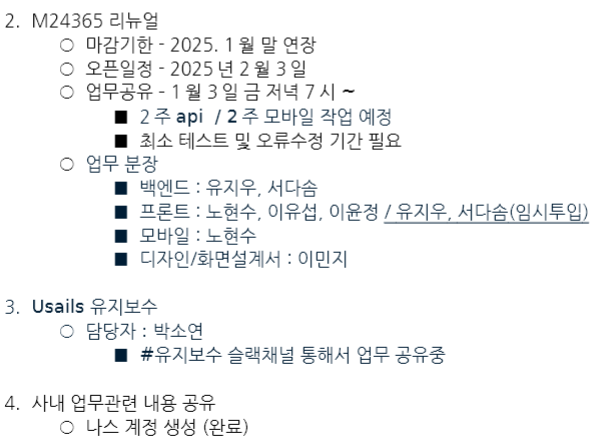 2. M24365 리뉴얼
○ 마감기한 - 2025. 1월 말 연장
○ 오픈일정 - 2025년 2월 3일
○ 업무공유 - 1월 3일 금 저녁 7시 ~
■ 2주 api / 2주 모바일 작업 예정
■ 최소 테스트 및 오류수정 기간 필요
○ 업무 분장
■ 백엔드 : 유지우, 서다솜
■ 프론트 : 노현수, 이유섭, 이윤정 / 유지우, 서다솜(임시투입)
■ 모바일 : 노현수
■ 디자인/화면설계서 : 이민지
3. Usails 유지보수
○ 담당자 : 박소연
■ #유지보수 슬랙채널 통해서 업무 공유중
4. 사내 업무관련 내용 공유
○ 나스 계정 생성 (완료)